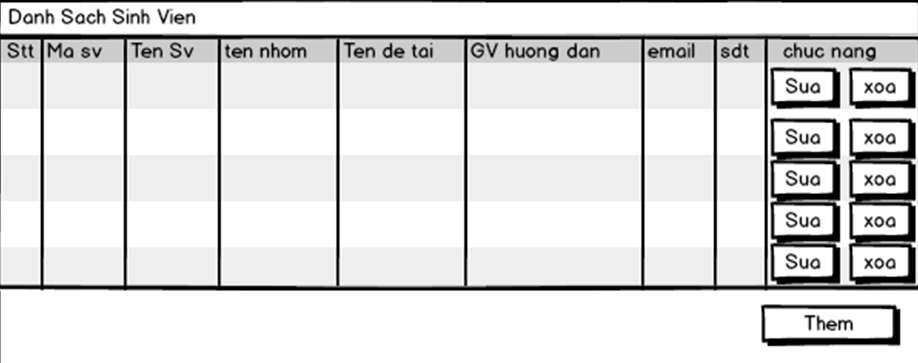 Danh Sach Sinh Vien
Stt Ma sv Ten Sv ten nhom Ten de tai GV huong dan email sdt chuc nang
Sua xoa
Sua xoa
Sua xoa
Sua xoa
Sua xoa
Them